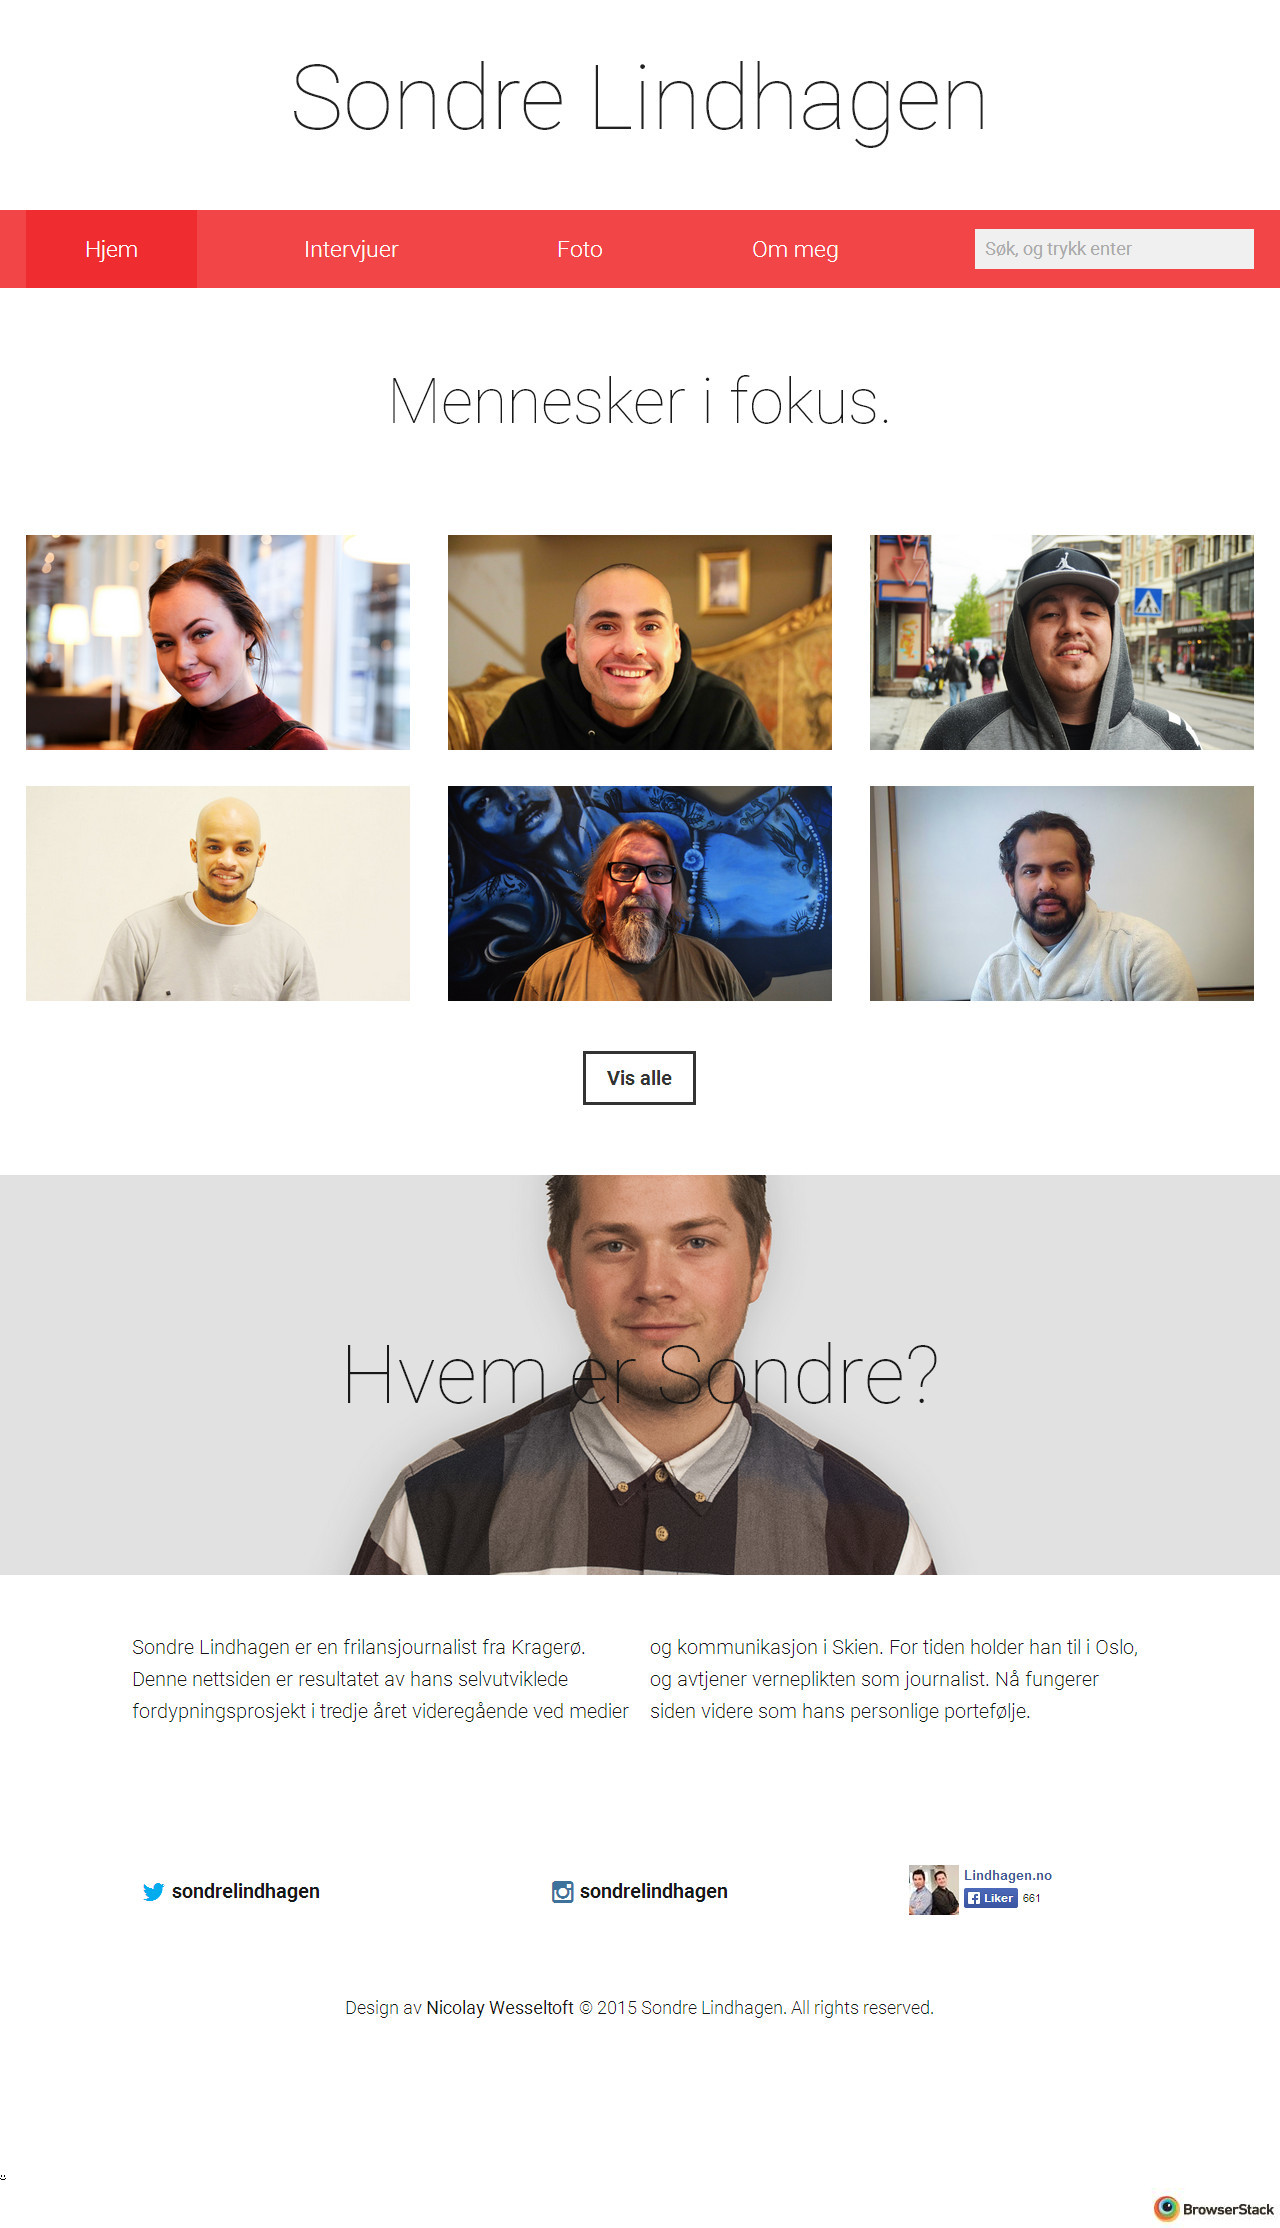 Sondre Lindhagen
Hjem
Intervjuer
Foto
Om meg
Søk, og trykk enter
Mennesker i fokus.
Vis alle
Hvem er Sondre?
Sondre Lindhagen er en frilansjournalist fra Kragerø.
Denne nettsiden er resultatet av hans selvutviklede
fordypningsprosjekt i tredje året videregående ved medier
og kommunikasjon i Skien. For tiden holder han til i Oslo,
og avtjener verneplikten som journalist. Nå fungerer
siden videre som hans personlige portefølje.
sondrelindhagen
sondrelindhagen
Lindhagen.no
Liker 661
Design av Nicolay Wesseltoft © 2015 Sondre Lindhagen. All rights reserved.
BrowserStack